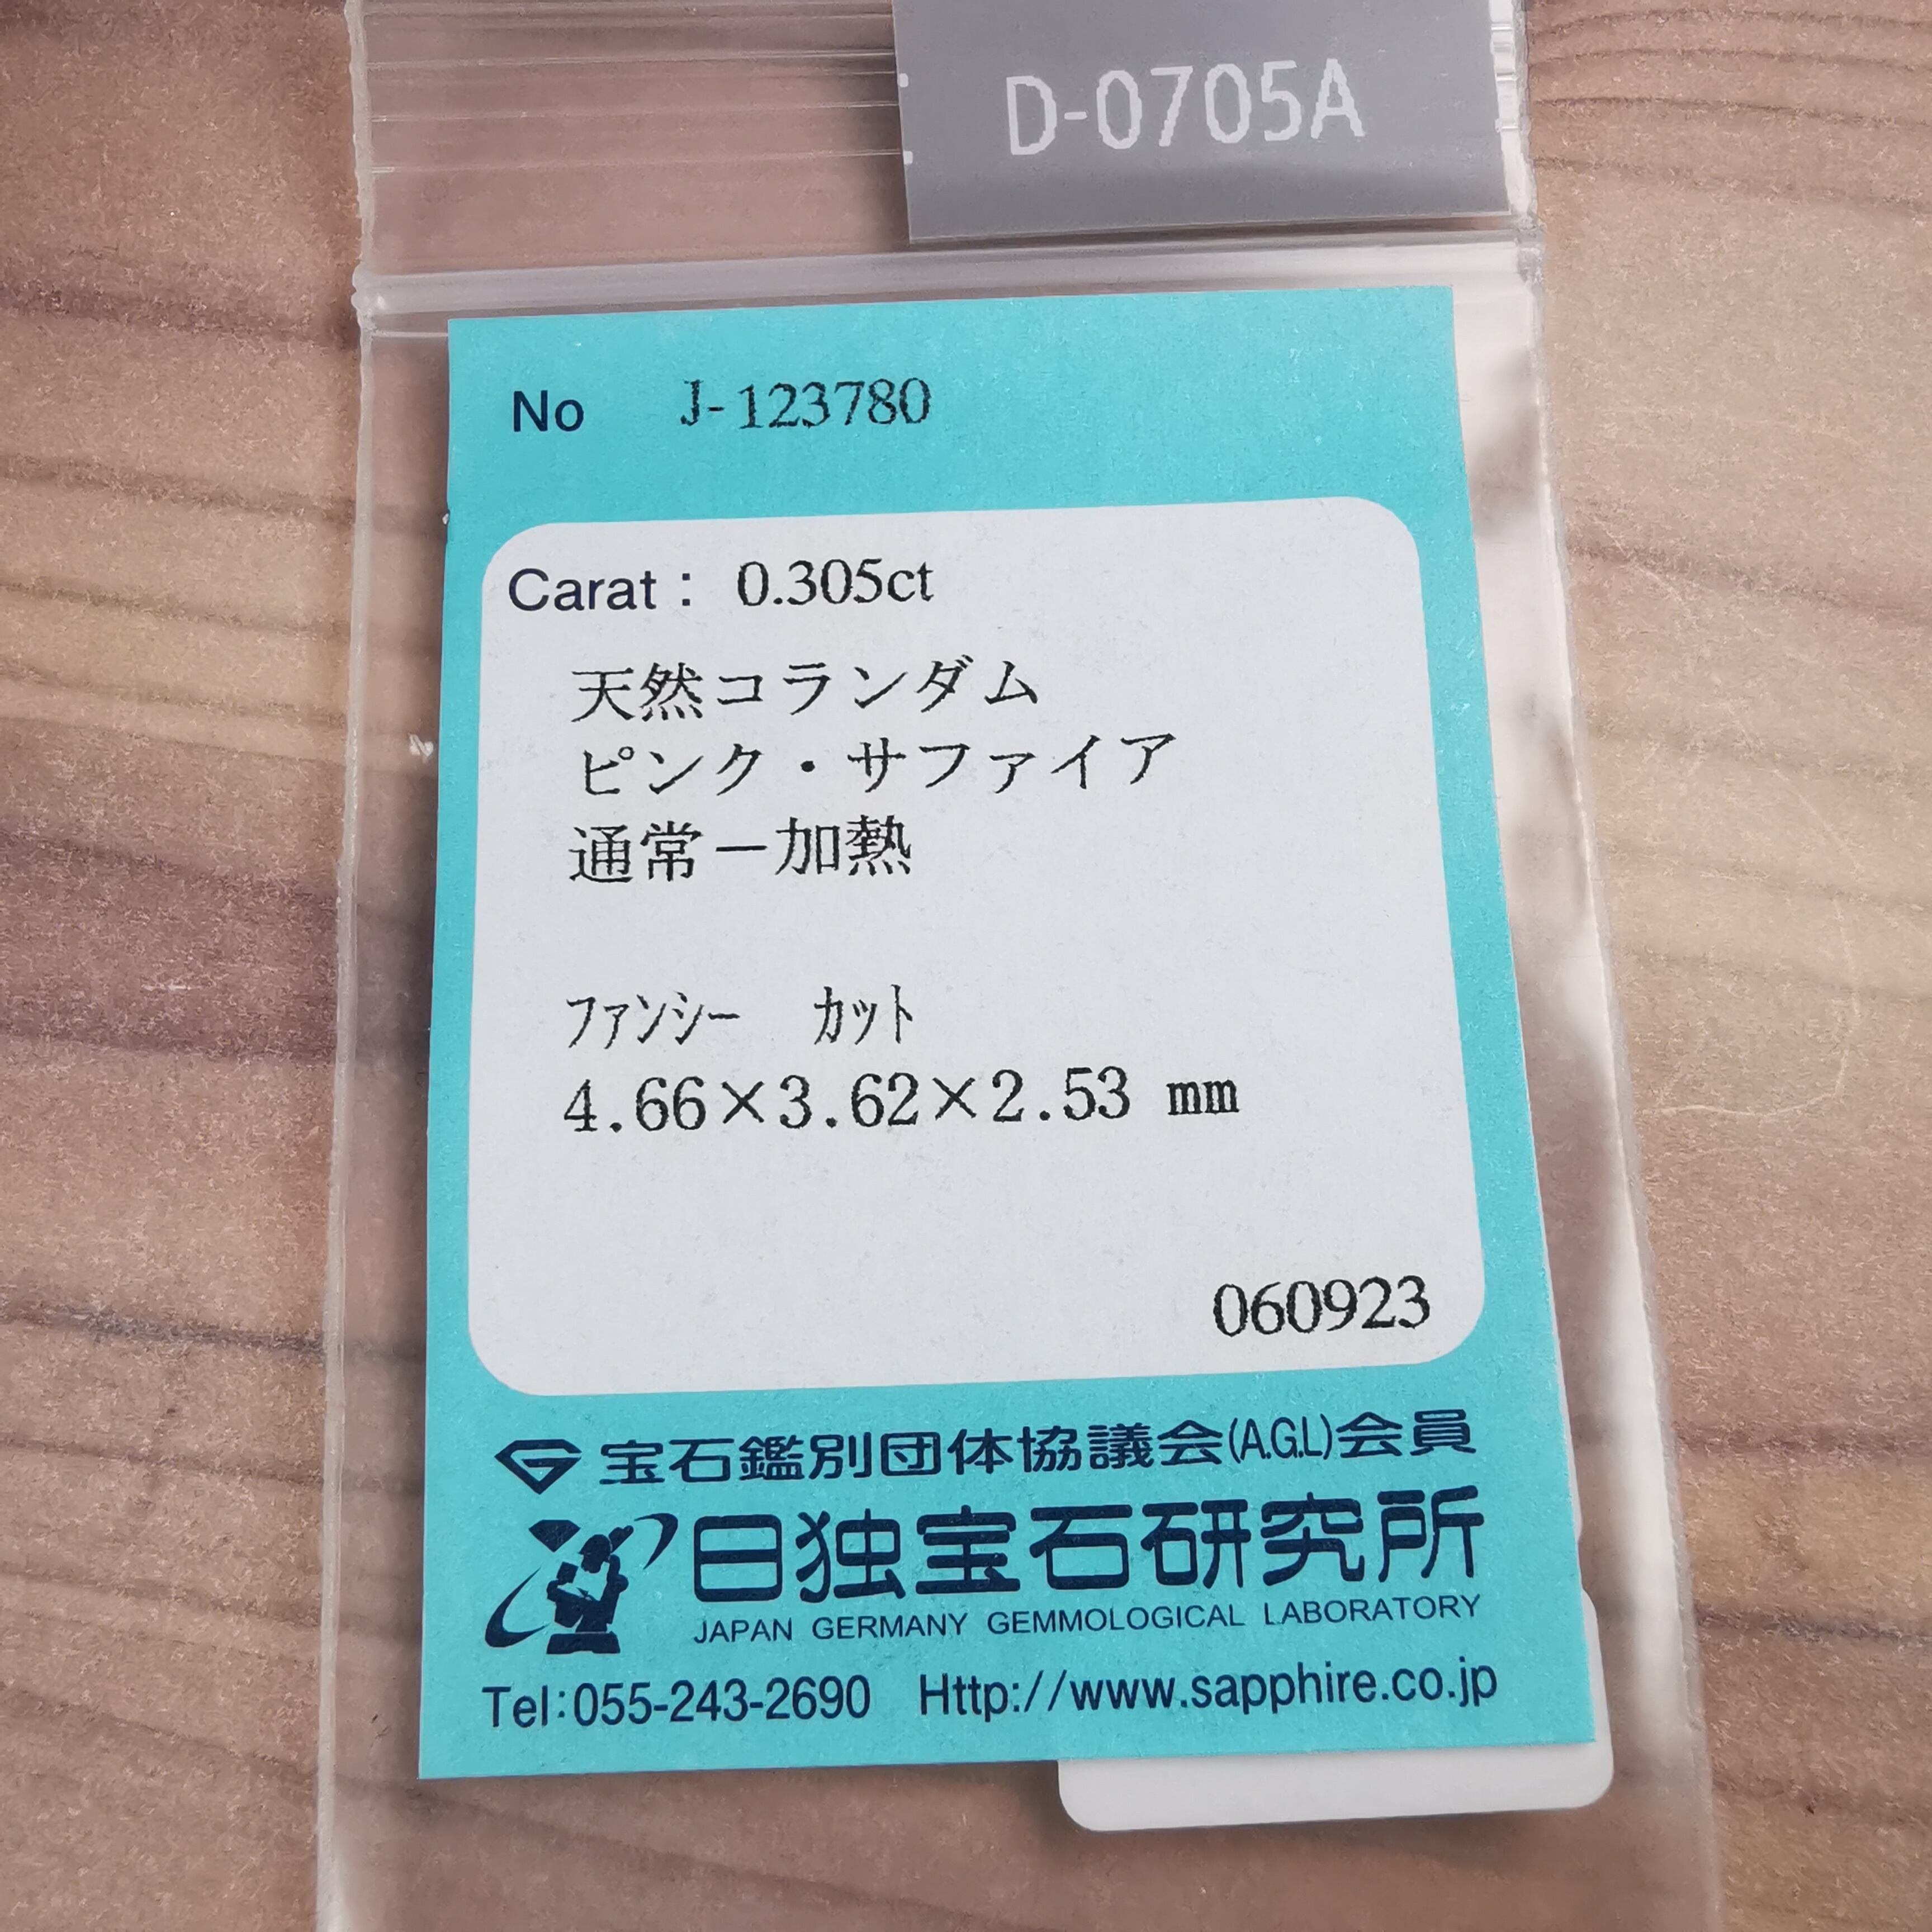 D-0705A
No J-123780
Carat： 0.305ct
天然コランダム
ピンク・サファイア
通常－加熱
ﾌｧﾝｼｰ ｶｯﾄ
4.66×3.62×2.53 mm
060923
宝石鑑別団体協議会(A.G.L)会員
日独宝石研究所
JAPAN GERMANY GEMMOLOGICAL LABORATORY
Tel:055-243-2690 Http://www.sapphire.co.jp